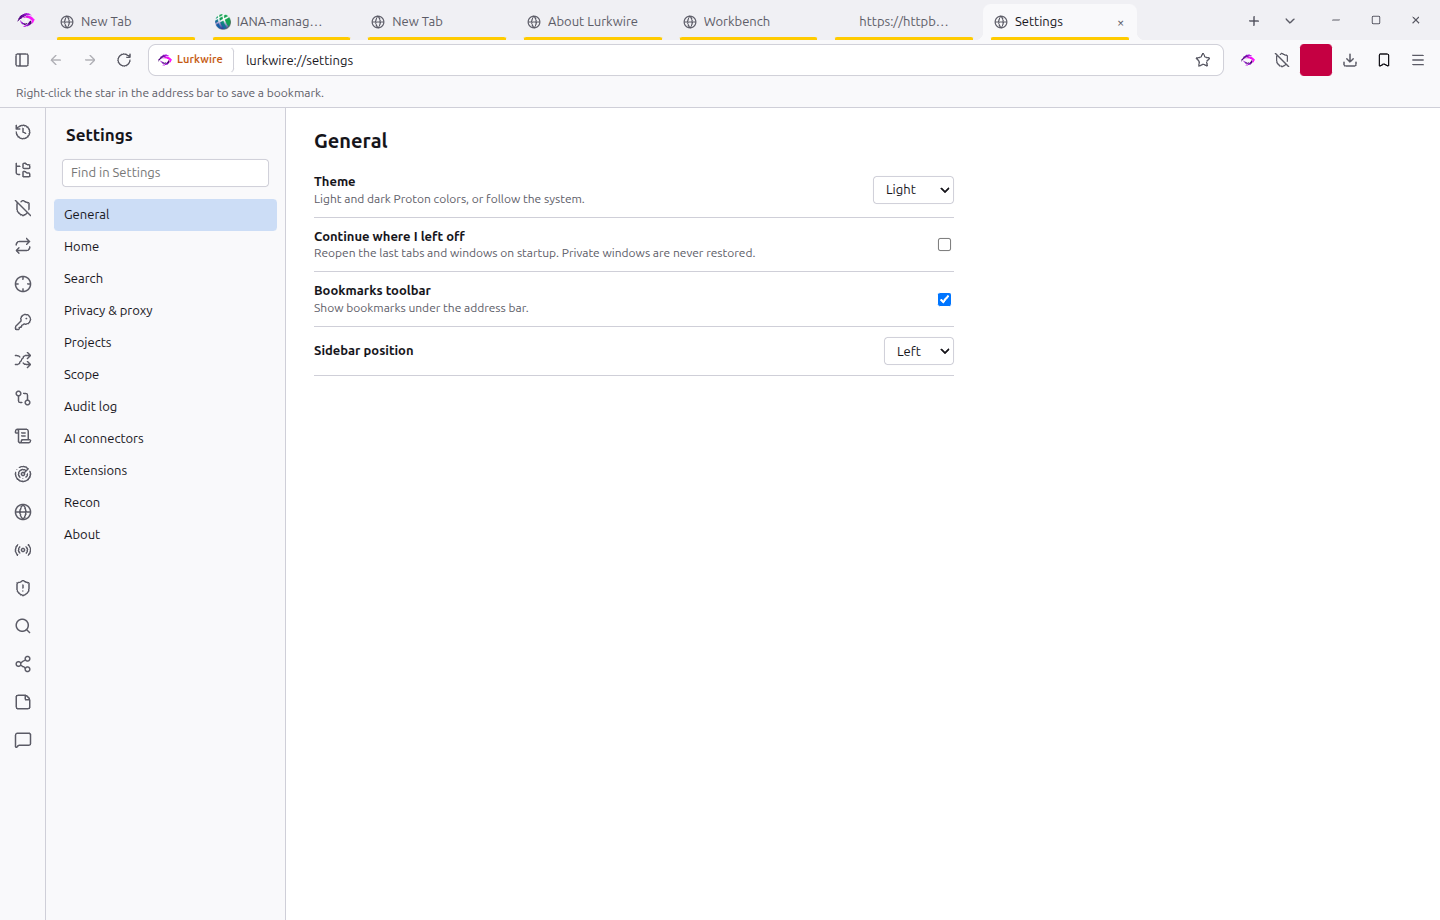 New Tab
IANA-manag...
New Tab
About Lurkwire
Workbench
https://httpb...
Settings
Lurkwire
lurkwire://settings
Right-click the star in the address bar to save a bookmark.
Settings
Find in Settings
General
Home
Search
Privacy & proxy
Projects
Scope
Audit log
AI connectors
Extensions
Recon
About
General
Theme
Light and dark Proton colors, or follow the system.
Light
Continue where I left off
Reopen the last tabs and windows on startup. Private windows are never restored.
Bookmarks toolbar
Show bookmarks under the address bar.
Sidebar position
Left